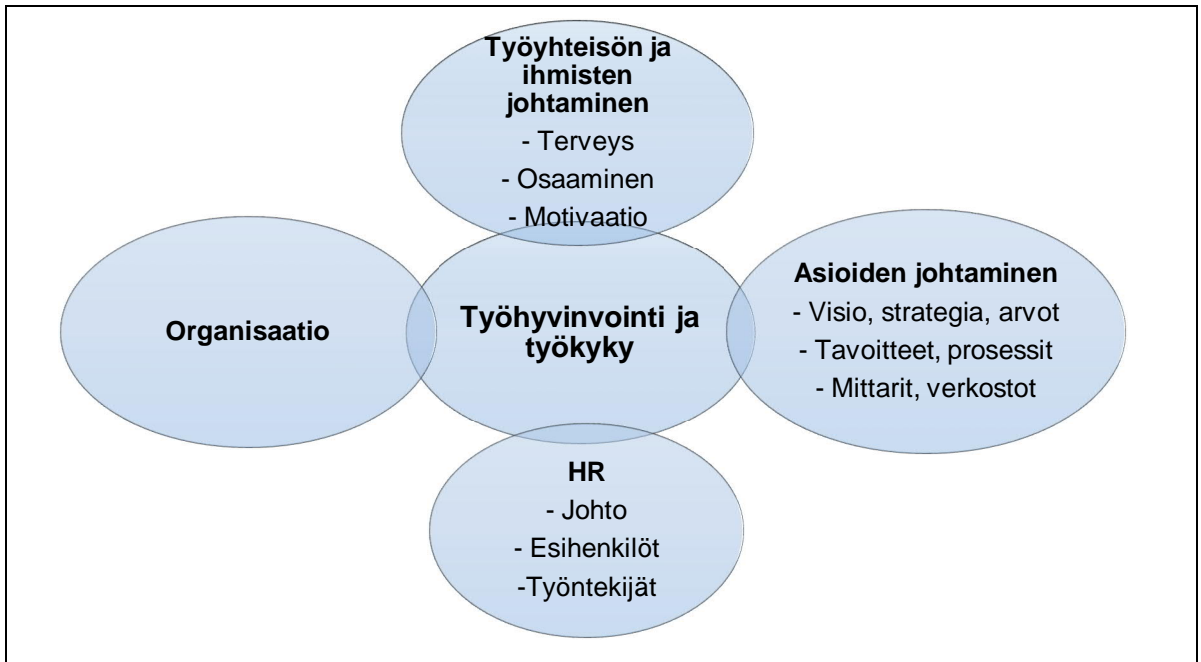 Työyhteisön ja
ihmisten
johtaminen
- Terveys
- Osaaminen
- Motivaatio
Organisaatio
Työhyvinvointi ja
työkyky
Asioiden johtaminen
- Visio, strategia, arvot
- Tavoitteet, prosessit
- Mittarit, verkostot
HR
- Johto
- Esihenkilöt
-Työntekijät